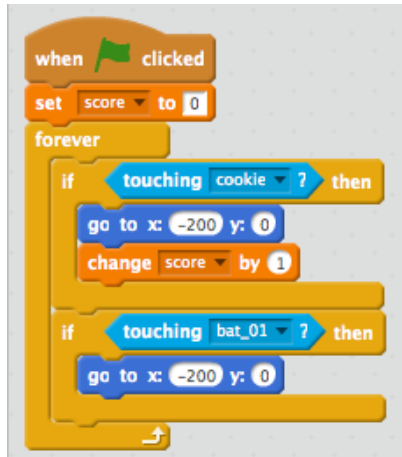 when clicked
set score to 0
forever
if touching cookie ? then
go to x: -200 y: 0
change score by 1
if touching bat_01 ? then
go to x: -200 y: 0